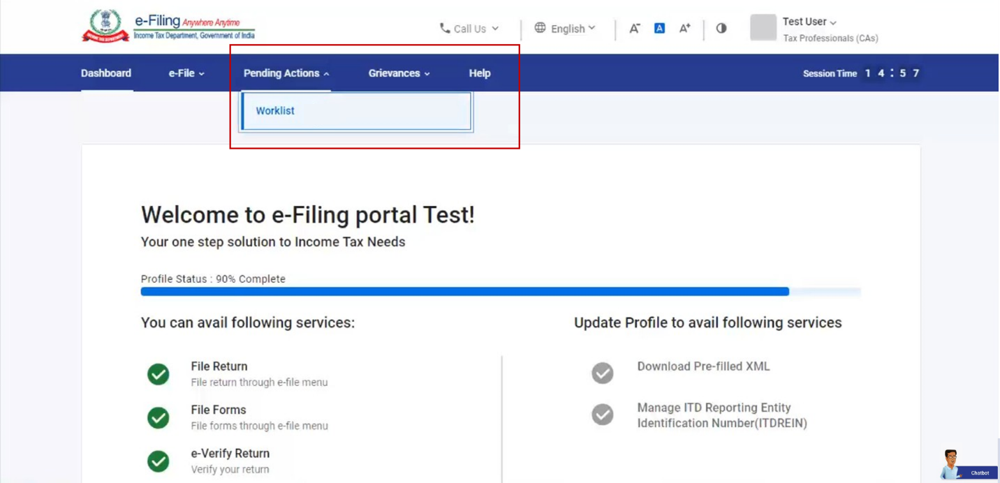 e-Filing Anywhere Anytime
Income Tax Department, Government of India
Call Us
English
A-
A
A+
Test User
Tax Professionals (CAs)
Dashboard
e-File
Pending Actions
Grievances
Help
Session Time 1 4 : 5 7
Worklist
Welcome to e-Filing portal Test!
Your one step solution to Income Tax Needs
Profile Status : 90% Complete
You can avail following services:
Update Profile to avail following services
File Return
File return through e-file menu
File Forms
File forms through e-file menu
e-Verify Return
Verify your return
Download Pre-filled XML
Manage ITD Reporting Entity
Identification Number(ITDREIN)
Chatbot